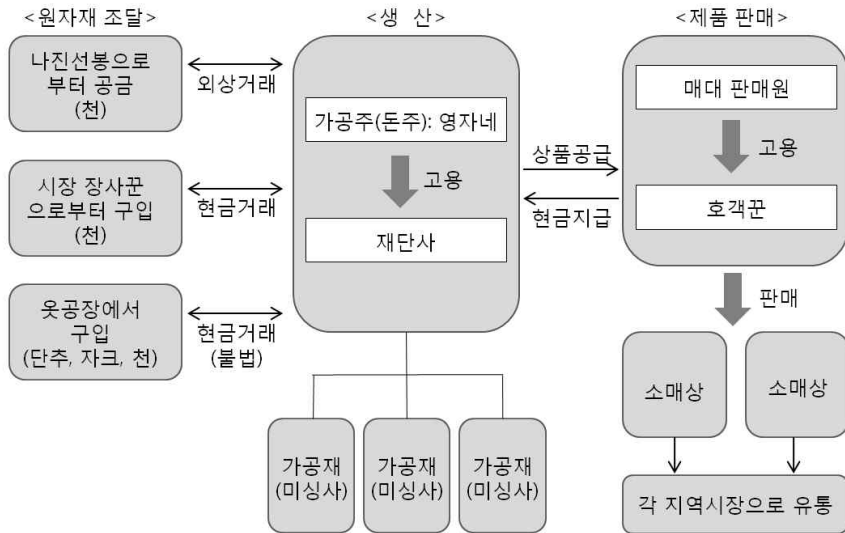 <원자재 조달>
나진선봉으로
부터 공급
(천)
외상거래
시장 장사꾼
으로부터 구입
(천)
현금거래
옷공장에서
구입
(단추, 자크, 천)
현금거래
(불법)
<생 산>
가공주(돈주): 영자네
고용
재단사
가공재
(미싱사)
가공재
(미싱사)
가공재
(미싱사)
상품공급
현금지급
<제품 판매>
매대 판매원
고용
호객꾼
판매
소매상
소매상
각 지역시장으로 유통